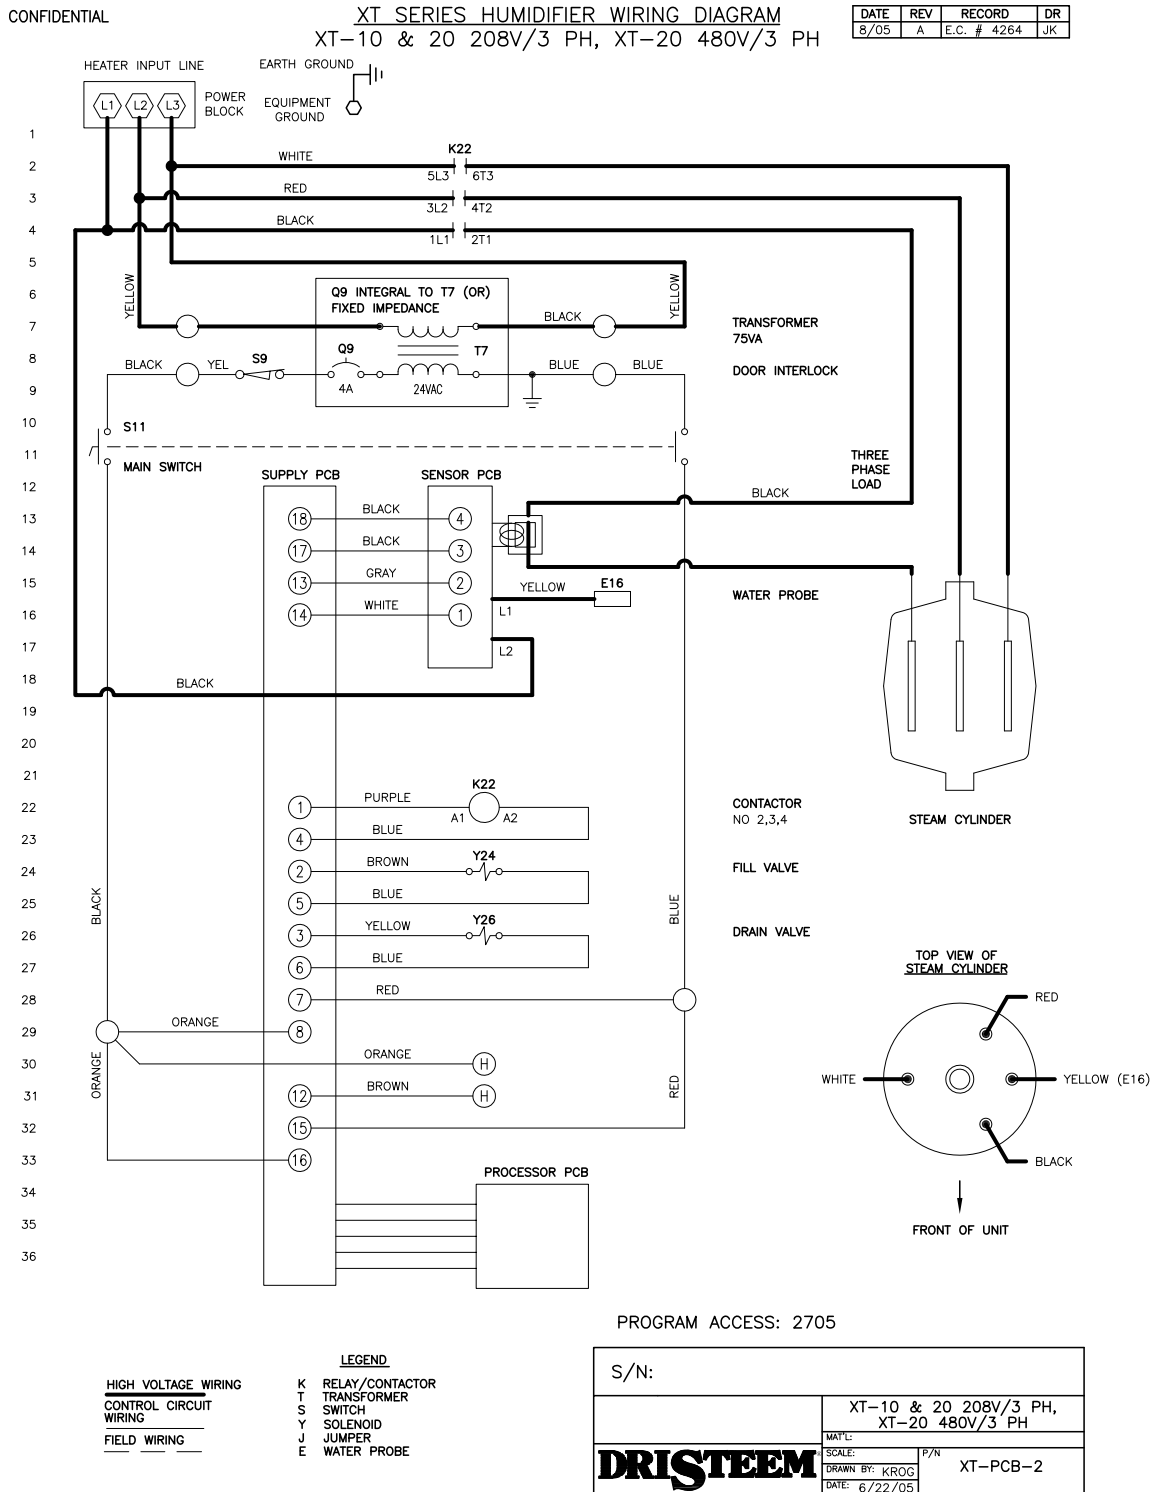 CONFIDENTIAL
XT SERIES HUMIDIFIER WIRING DIAGRAM
XT-10 & 20 208V/3 PH, XT-20 480V/3 PH
DATE REV RECORD DR
8/05 A E.C. # 4264 JK
HEATER INPUT LINE
EARTH GROUND
L1 L2 L3
POWER
BLOCK
EQUIPMENT
GROUND
1
K22
2
WHITE
5L3 6T3
3
RED
3L2 4T2
4
BLACK
1L1 2T1
5
YELLOW
YELLOW
6
Q9 INTEGRAL TO T7 (OR)
FIXED IMPEDANCE
7
BLACK
TRANSFORMER
75VA
8
BLACK
YEL
S9
Q9
T7
BLUE
BLUE
DOOR INTERLOCK
9
4A
24VAC
10
S11
11
MAIN SWITCH
THREE
PHASE
LOAD
SUPPLY PCB
SENSOR PCB
12
BLACK
13
18
BLACK
4
14
17
BLACK
3
15
13
GRAY
2
YELLOW
E16
WATER PROBE
16
14
WHITE
1
L1
17
L2
18
BLACK
19
20
21
K22
22
1
PURPLE
A1
A2
CONTACTOR
NO 2,3,4
STEAM CYLINDER
23
4
BLUE
24
2
BROWN
Y24
FILL VALVE
25
5
BLUE
BLACK
BLUE
26
3
YELLOW
Y26
DRAIN VALVE
27
6
BLUE
TOP VIEW OF
STEAM CYLINDER
28
7
RED
RED
29
ORANGE
8
30
ORANGE
H
ORANGE
RED
WHITE
YELLOW (E16)
31
12
BROWN
H
32
15
33
16
BLACK
34
PROCESSOR PCB
35
FRONT OF UNIT
36
PROGRAM ACCESS: 2705
LEGEND
HIGH VOLTAGE WIRING
CONTROL CIRCUIT
WIRING
FIELD WIRING
K RELAY/CONTACTOR
T TRANSFORMER
S SWITCH
Y SOLENOID
J JUMPER
E WATER PROBE
S/N:
XT-10 & 20 208V/3 PH,
XT-20 480V/3 PH
MAT'L:
SCALE:
P/N
DRISTEEM®
DRAWN BY: KROG
XT-PCB-2
DATE: 6/22/05